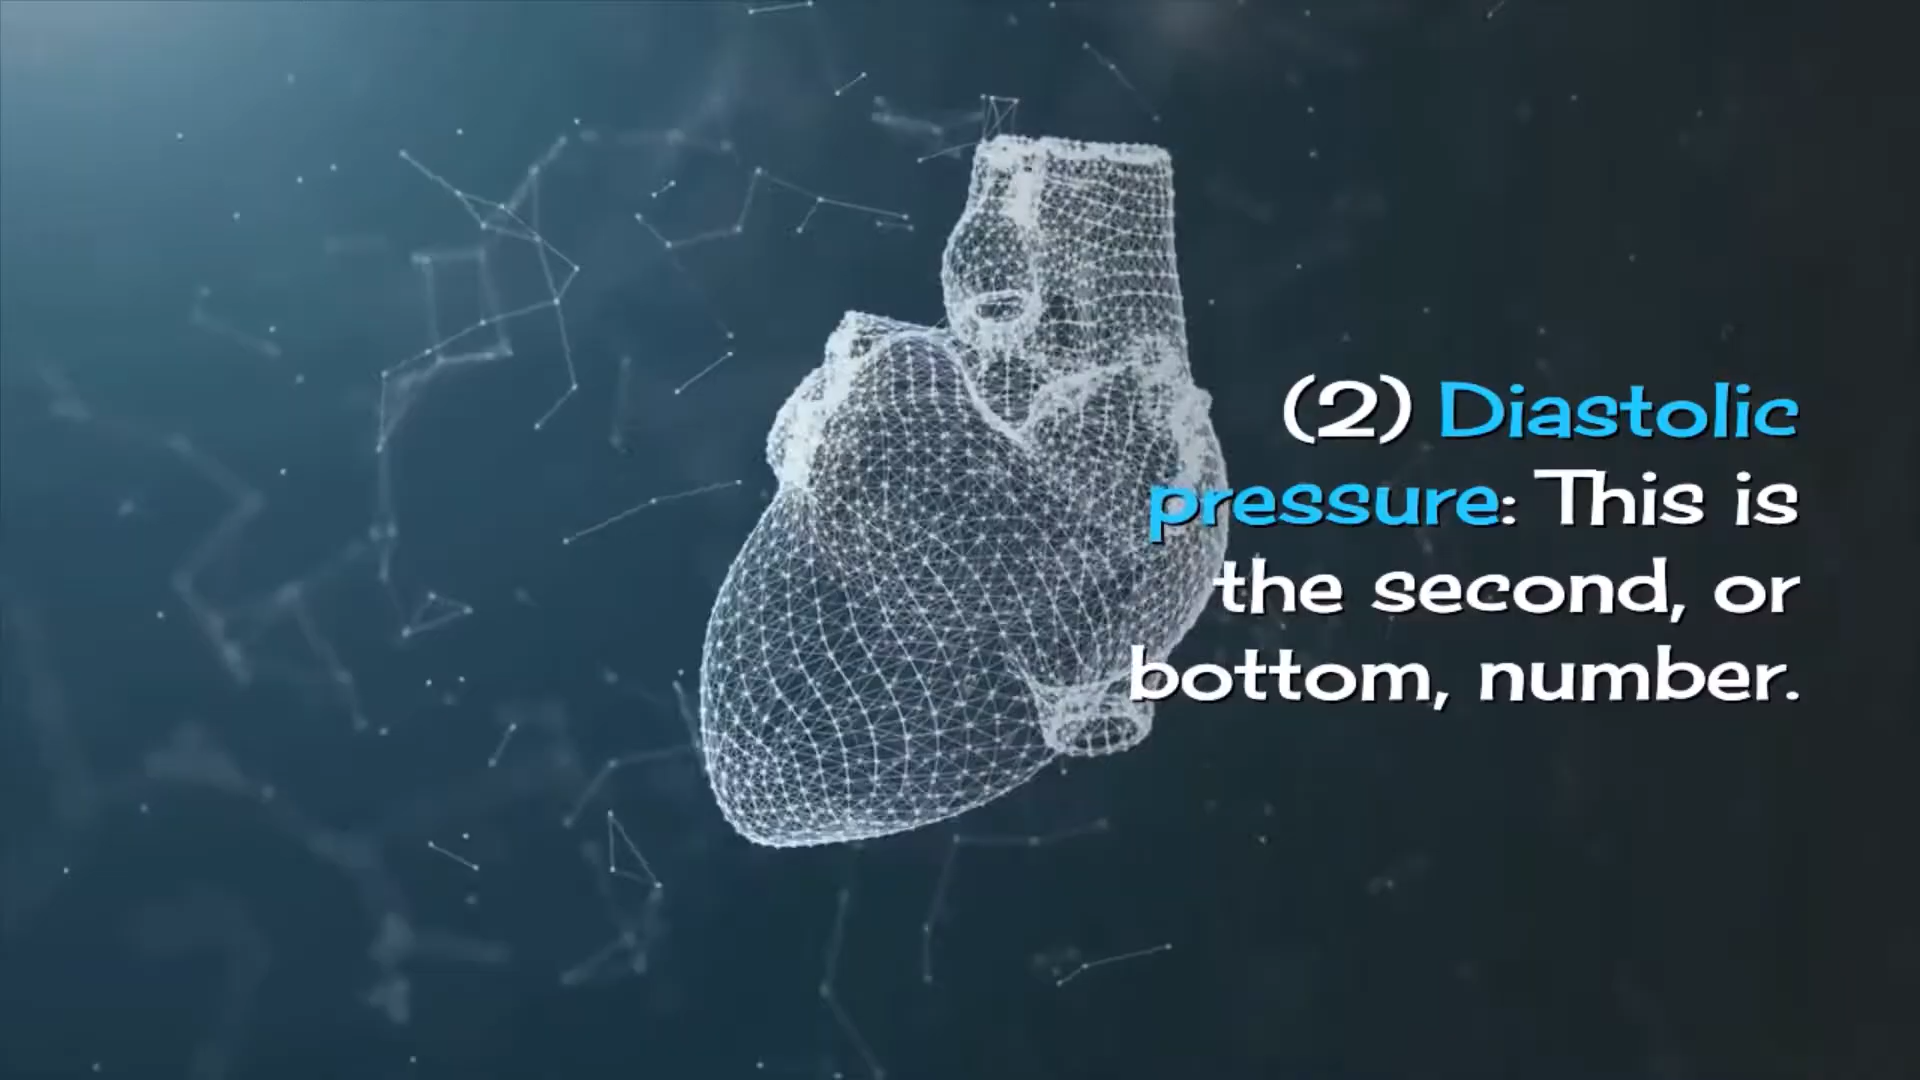 (2) Diastolic
pressure: This is
the second, or
bottom, number.